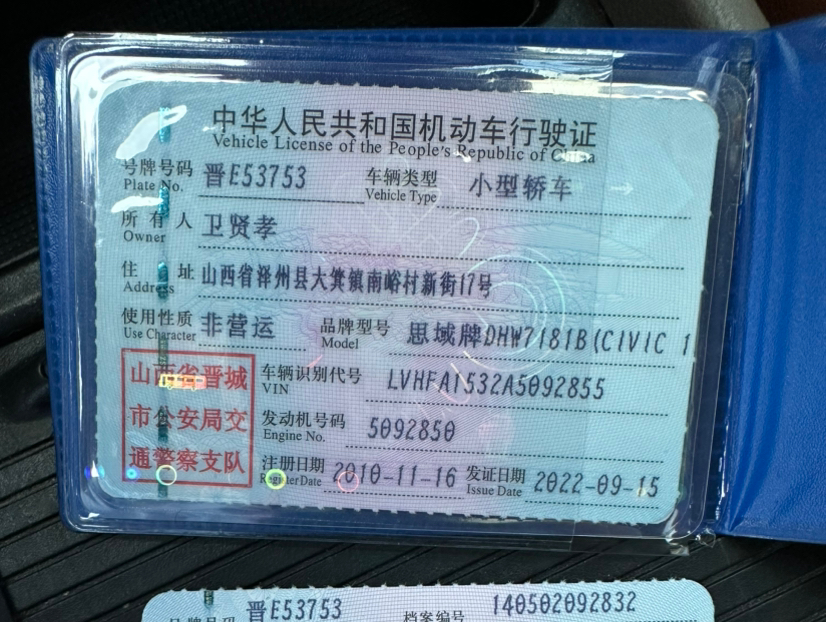 中华人民共和国机动车行驶证
Vehicle License of the People's Republic of China
号牌号码 晋E53753 车辆类型 小型轿车
Plate No. Vehicle Type
所有人 卫贤孝
Owner
住址 山西省泽州县大箕镇南峪村新街17号
Address
使用性质 非营运 品牌型号 思域牌DHW7181B(CIVIC 1
Use Character Model
山西省晋城 车辆识别代号 LVHFA1532A5092855
VIN
市公安局交 发动机号码 5092850
Engine No.
通警察支队 注册日期 2010-11-16 发证日期 2022-09-15
Register Date Issue Date
号牌号码 晋E53753 档案编号 140502092832